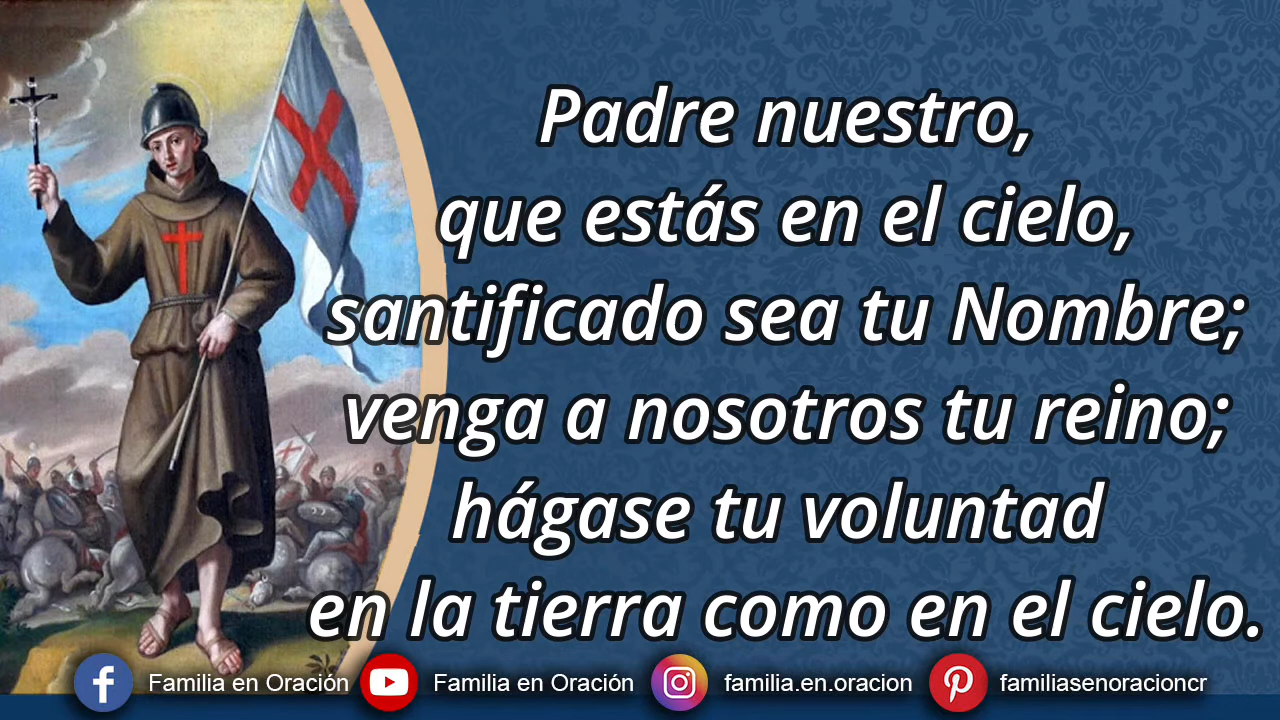 Padre nuestro,
que estás en el cielo,
santificado sea tu Nombre;
venga a nosotros tu reino;
hágase tu voluntad
en la tierra como en el cielo.
Familia en Oración Familia en Oración familia.en.oracion familiasenoracioncr